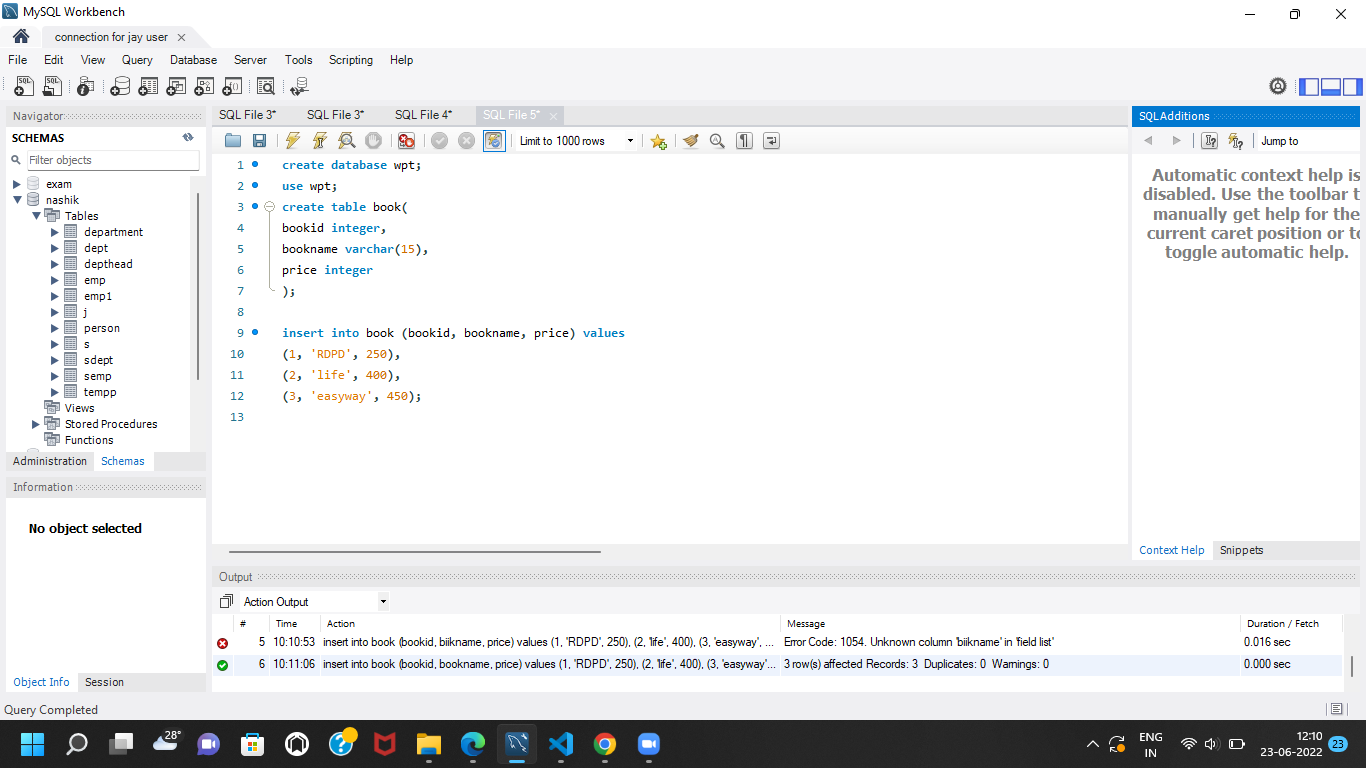 MySQL Workbench
connection for jay user
File Edit View Query Database Server Tools Scripting Help
Navigator
SCHEMAS
Filter objects
exam
nashik
Tables
department
dept
depthead
emp
emp1
j
person
s
sdept
semp
tempp
Views
Stored Procedures
Functions
Administration Schemas
Information
No object selected
Object Info Session
Query Completed
SQL File 3* SQL File 3* SQL File 4* SQL File 5*
Limit to 1000 rows
1 create database wpt;
2 use wpt;
3 create table book(
4 bookid integer,
5 bookname varchar(15),
6 price integer
7 );
8
9 insert into book (bookid, bookname, price) values
10 (1, 'RDPD', 250),
11 (2, 'life', 400),
12 (3, 'easyway', 450);
13
SQLAdditions
Jump to
Automatic context help is
disabled. Use the toolbar t
manually get help for the
current caret position or to
toggle automatic help.
Context Help Snippets
Output
Action Output
# Time Action Message Duration / Fetch
5 10:10:53 insert into book (bookid, biikname, price) values (1, 'RDPD', 250), (2, 'life', 400), (3, 'easyway', ... Error Code: 1054. Unknown column 'biikname' in 'field list' 0.016 sec
6 10:11:06 insert into book (bookid, bookname, price) values (1, 'RDPD', 250), (2, 'life', 400), (3, 'easyway'... 3 row(s) affected Records: 3 Duplicates: 0 Warnings: 0 0.000 sec
28°
ENG
IN
12:10
23-06-2022
23